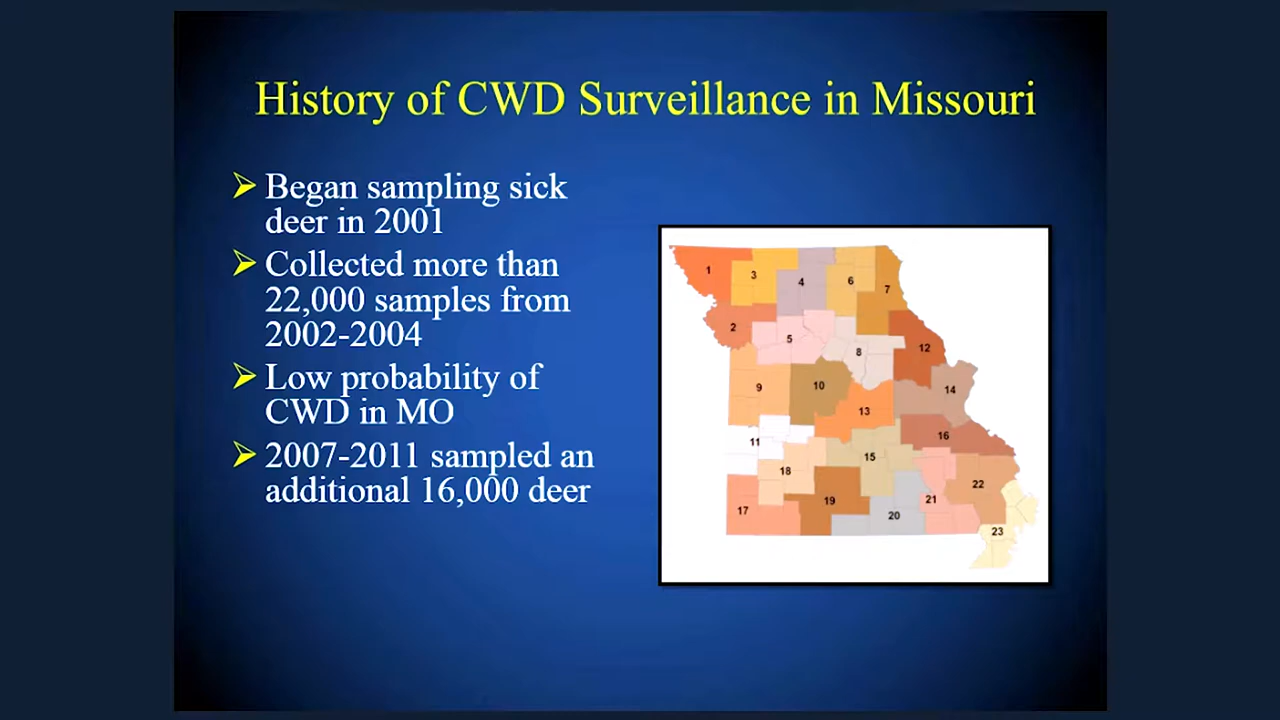 History of CWD Surveillance in Missouri
Began sampling sick
deer in 2001
Collected more than
22,000 samples from
2002-2004
Low probability of
CWD in MO
2007-2011 sampled an
additional 16,000 deer
1
3
4
6
7
2
5
8
12
9
10
14
13
11
16
15
18
22
17
19
21
20
23